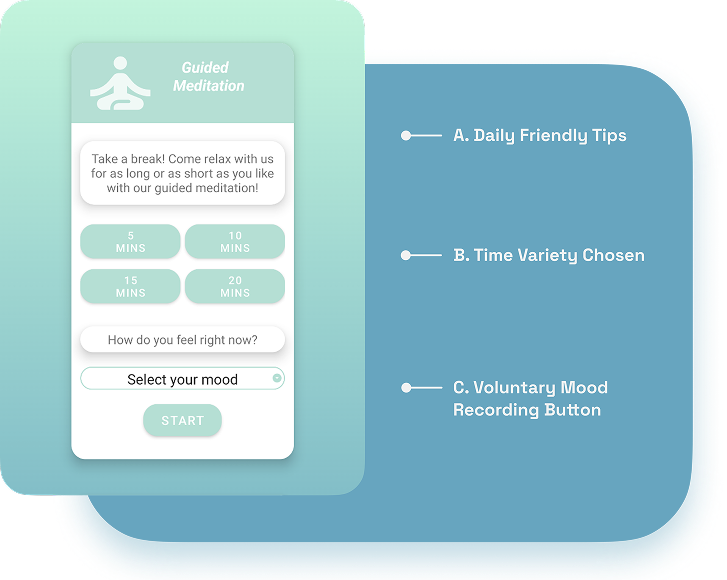 Guided
Meditation
Take a break! Come relax with us
for as long or as short as you like
with our guided meditation!
5
MINS
10
MINS
15
MINS
20
MINS
How do you feel right now?
Select your mood
START
A. Daily Friendly Tips
B. Time Variety Chosen
C. Voluntary Mood
Recording Button